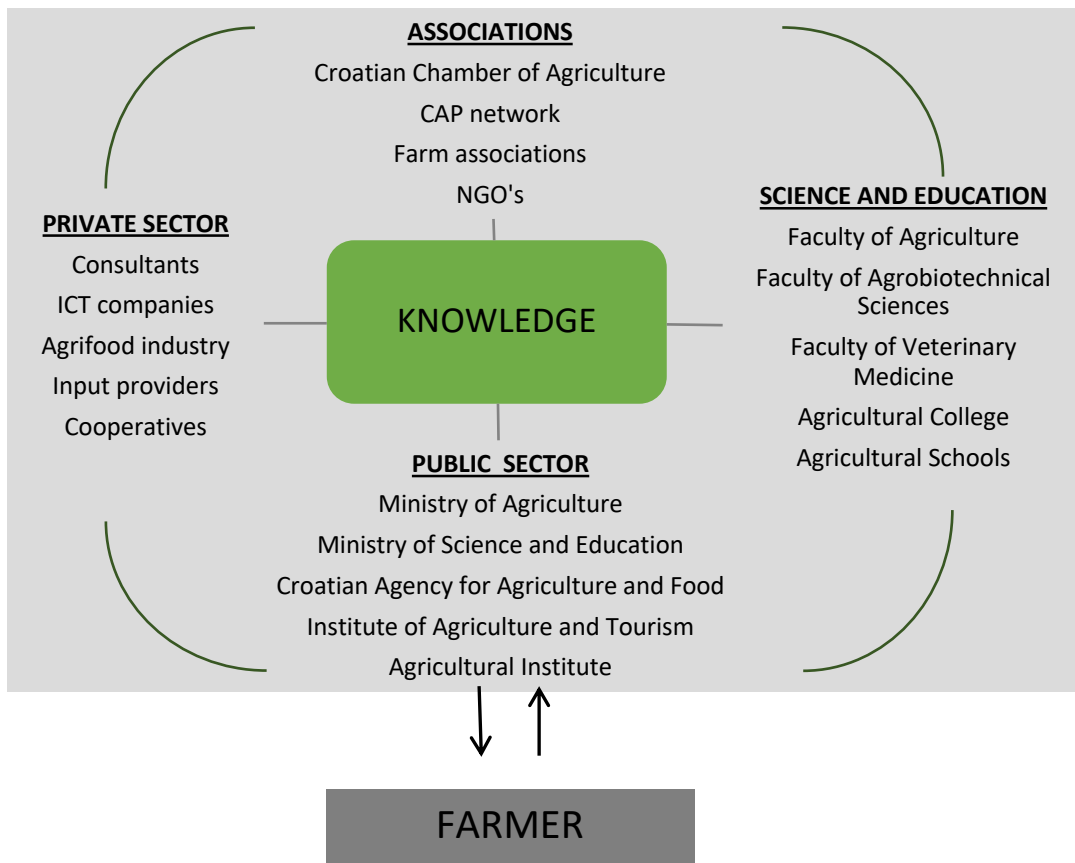 ASSOCIATIONS
Croatian Chamber of Agriculture
CAP network
Farm associations
NGO's
PRIVATE SECTOR
Consultants
ICT companies
Agrifood industry
Input providers
Cooperatives
KNOWLEDGE
SCIENCE AND EDUCATION
Faculty of Agriculture
Faculty of Agrobiotechnical
Sciences
Faculty of Veterinary
Medicine
Agricultural College
Agricultural Schools
PUBLIC SECTOR
Ministry of Agriculture
Ministry of Science and Education
Croatian Agency for Agriculture and Food
Institute of Agriculture and Tourism
Agricultural Institute
FARMER